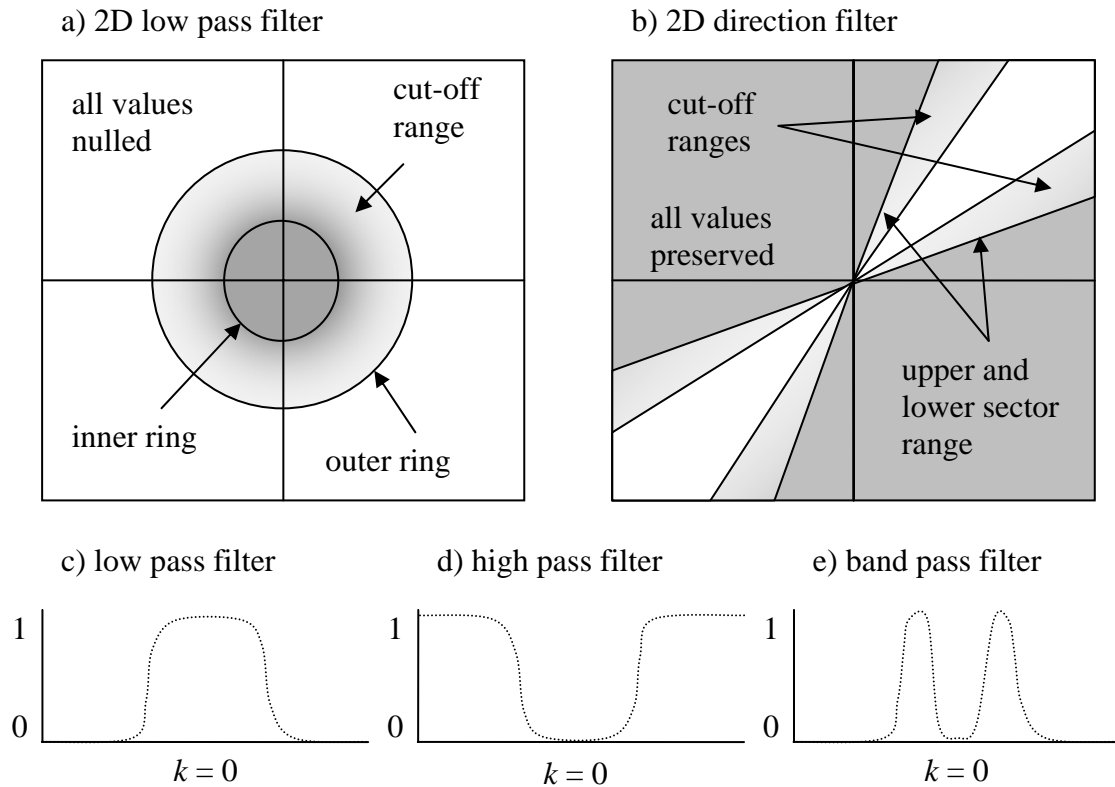 a) 2D low pass filter
all values
nulled
cut-off
range
inner ring
outer ring
b) 2D direction filter
cut-off
ranges
all values
preserved
upper and
lower sector
range
c) low pass filter
1
0
k = 0
d) high pass filter
1
0
k = 0
e) band pass filter
1
0
k = 0